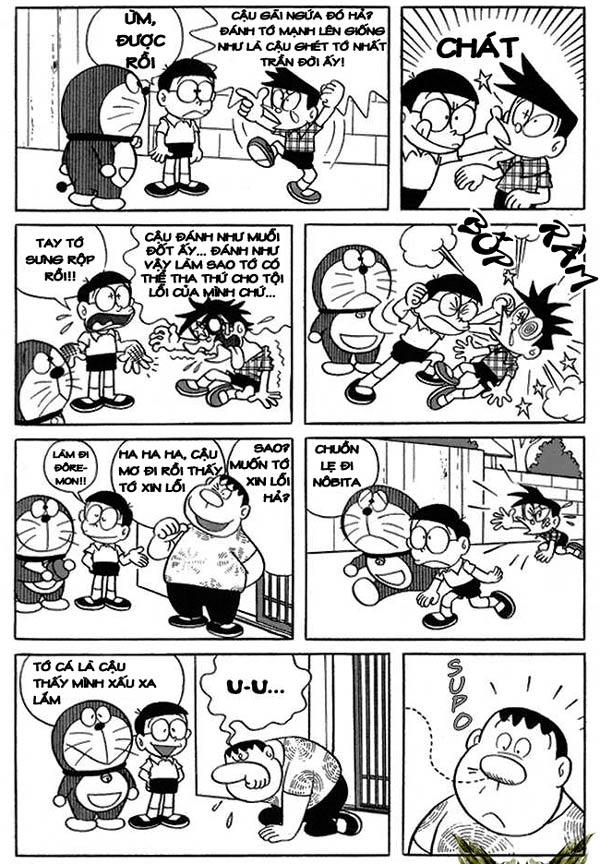 CHÁT
CẬU GÃI NGỨA ĐÓ HẢ?
ĐÁNH TỚ MẠNH LÊN GIỐNG
NHƯ LÀ CẬU GHÉT TỚ NHẤT
TRẦN ĐỜI ẤY!
ỪM,
ĐƯỢC
RỒI
BỐP
RẦM
CẬU ĐÁNH NHƯ MUỖI
ĐỐT ẤY... ĐÁNH NHƯ
VẬY LÀM SAO TỚ CÓ
THỂ THA THỨ CHO TỘI
LỖI CỦA MÌNH CHỨ...
TAY TỚ
SƯNG RỘP
RỒI!!!
CHUỒN
LẸ ĐI
NÔBITA
SAO?
MUỐN TỚ
XIN LỖI
HẢ?
HA HA HA, CẬU
MƠ ĐI RỒI THẤY
TỚ XIN LỖI
LÀM ĐI
ĐÔRE-
MON!!
SUPO
U-U...
TỚ CÁ LÀ CẬU
THẤY MÌNH XẤU XA
LẮM